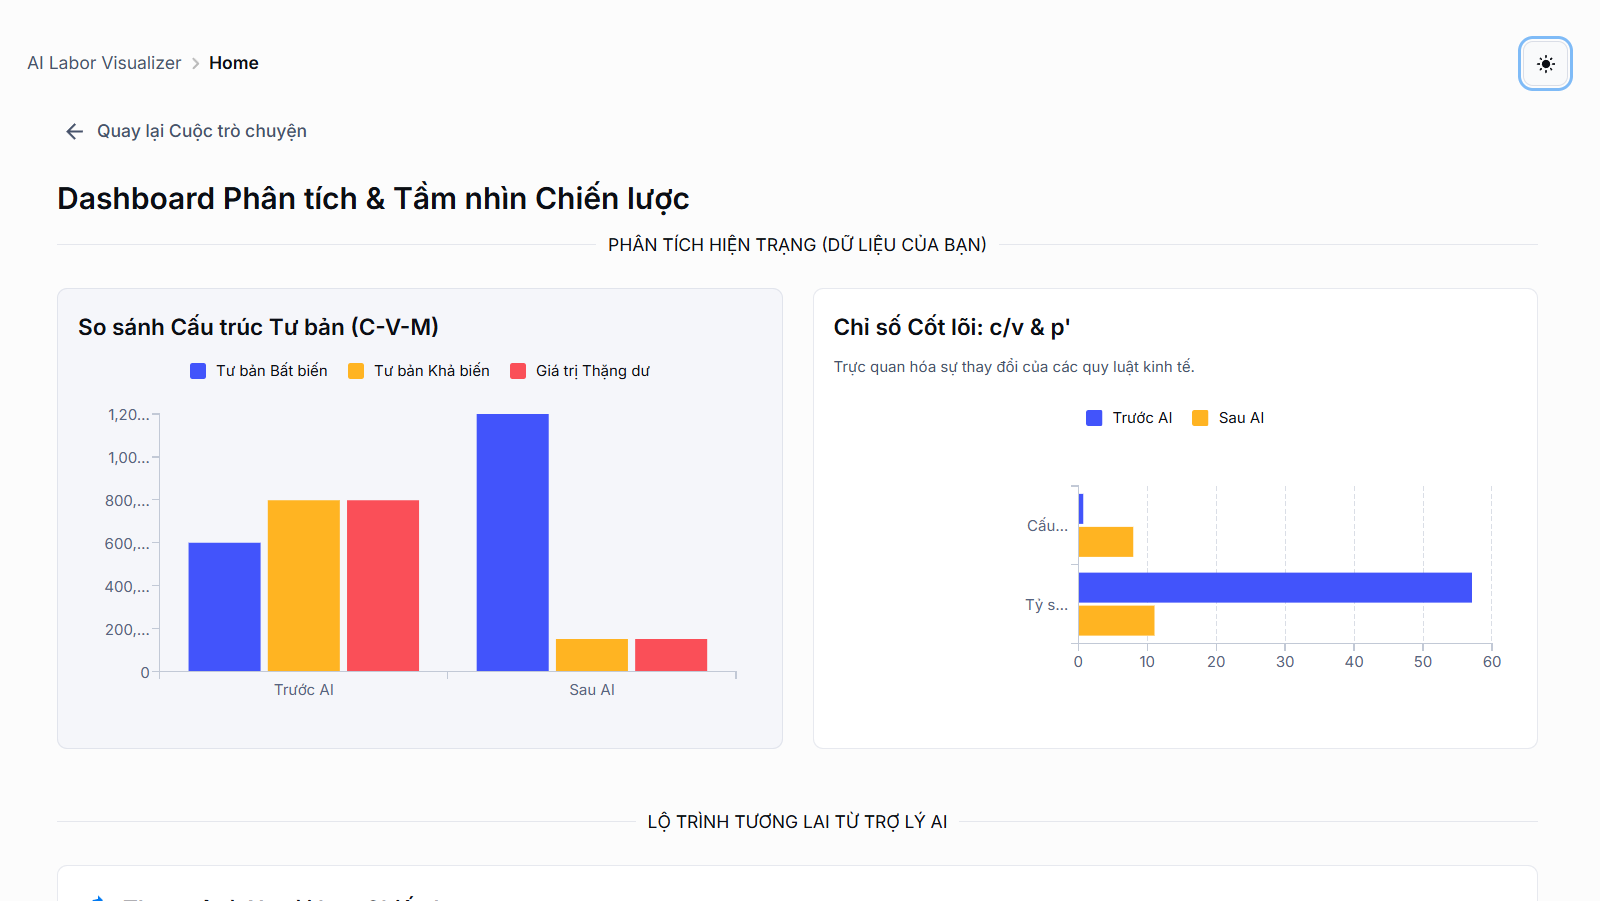 AI Labor Visualizer > Home
Quay lại Cuộc trò chuyện
Dashboard Phân tích & Tầm nhìn Chiến lược
PHÂN TÍCH HIỆN TRẠNG (DỮ LIỆU CỦA BẠN)
So sánh Cấu trúc Tư bản (C-V-M)
Tư bản Bất biến Tư bản Khả biến Giá trị Thặng dư
1,20...
1,00...
800,...
600,...
400,...
200,...
0
Trước AI Sau AI
Chỉ số Cốt lõi: c/v & p'
Trực quan hóa sự thay đổi của các quy luật kinh tế.
Trước AI Sau AI
Cấu...
Tỷ s...
0 10 20 30 40 50 60
LỘ TRÌNH TƯƠNG LAI TỪ TRỢ LÝ AI